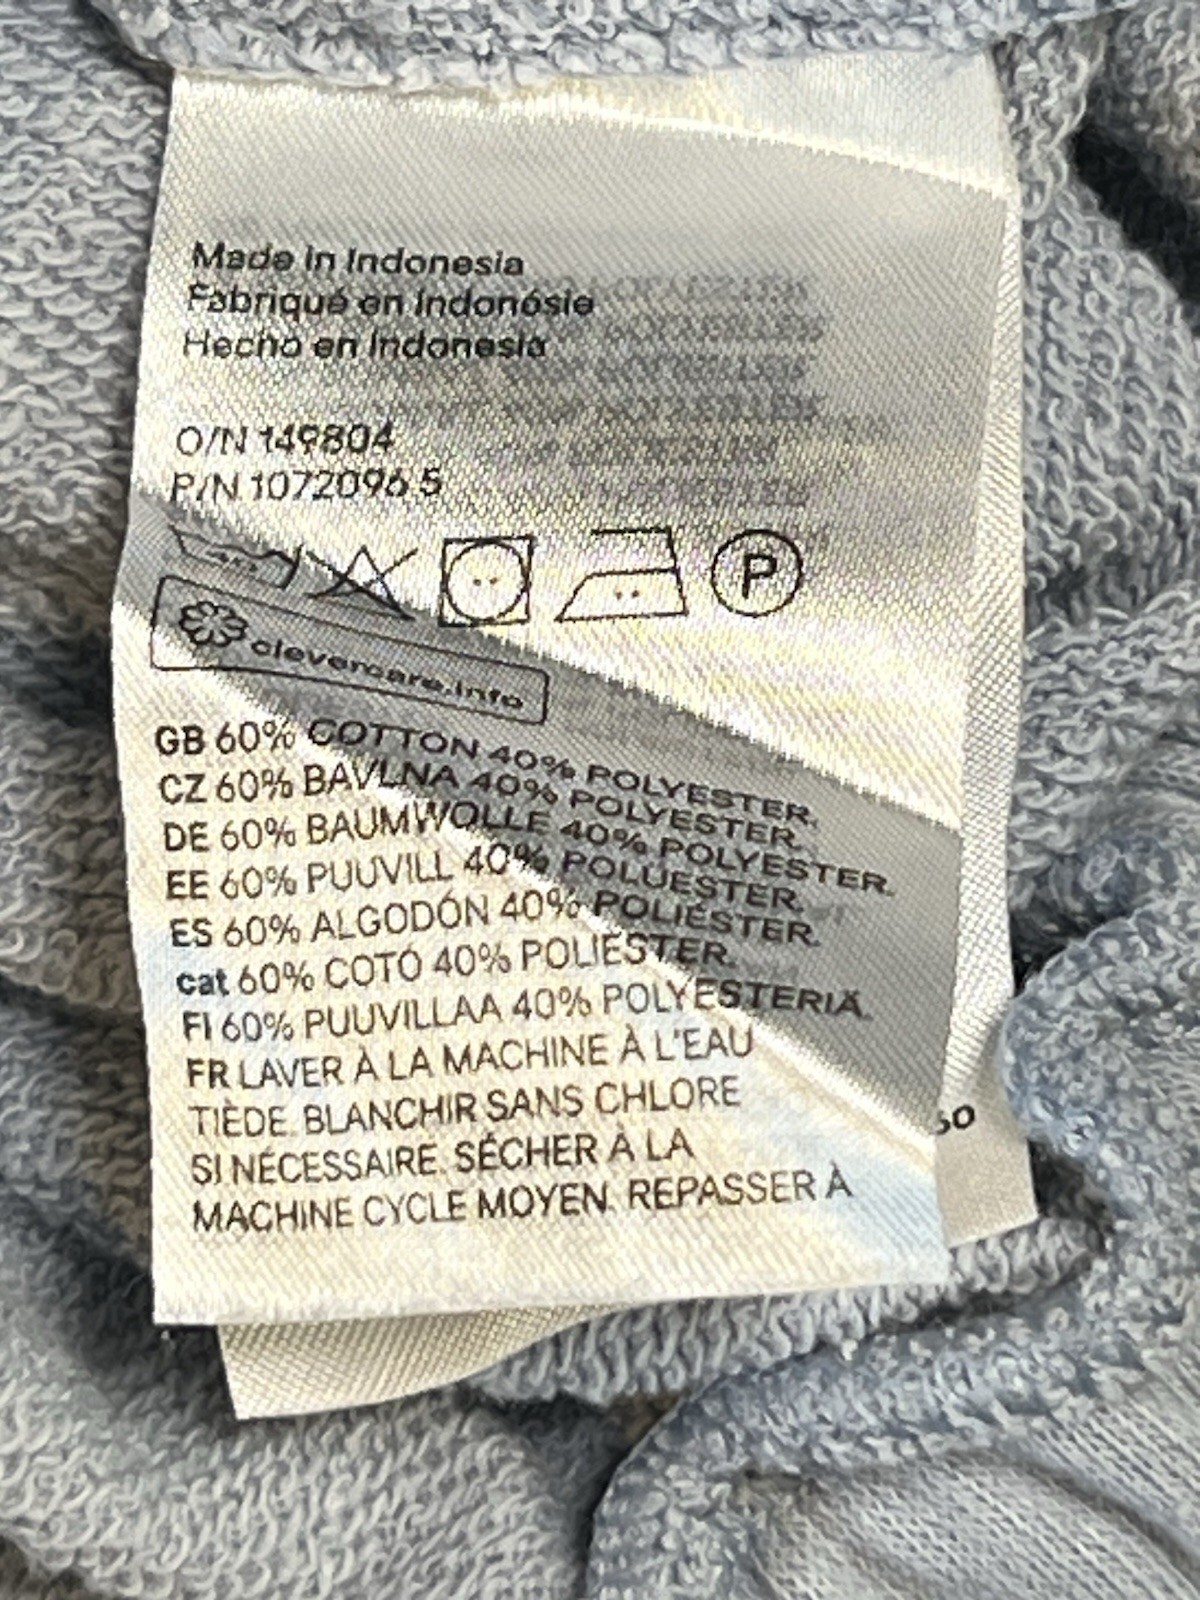 Made in Indonesia
Fabriqué en Indonésie
Hecho en Indonesia
O/N 149804
P/N 1072096.5
P
clevercare.info
GB 60% COTTON 40% POLYESTER.
CZ 60% BAVLNA 40% POLYESTER.
DE 60% BAUMWOLLE 40% POLYESTER.
EE 60% PUUVILL 40% POLÜESTER.
ES 60% ALGODÓN 40% POLIÉSTER.
cat 60% COTÓ 40% POLIÈSTER.
FI 60% PUUVILLAA 40% POLYESTERIÄ.
FR LAVER À LA MACHINE À L'EAU
TIÈDE. BLANCHIR SANS CHLORE
SI NÉCESSAIRE. SÉCHER À LA
MACHINE CYCLE MOYEN. REPASSER À